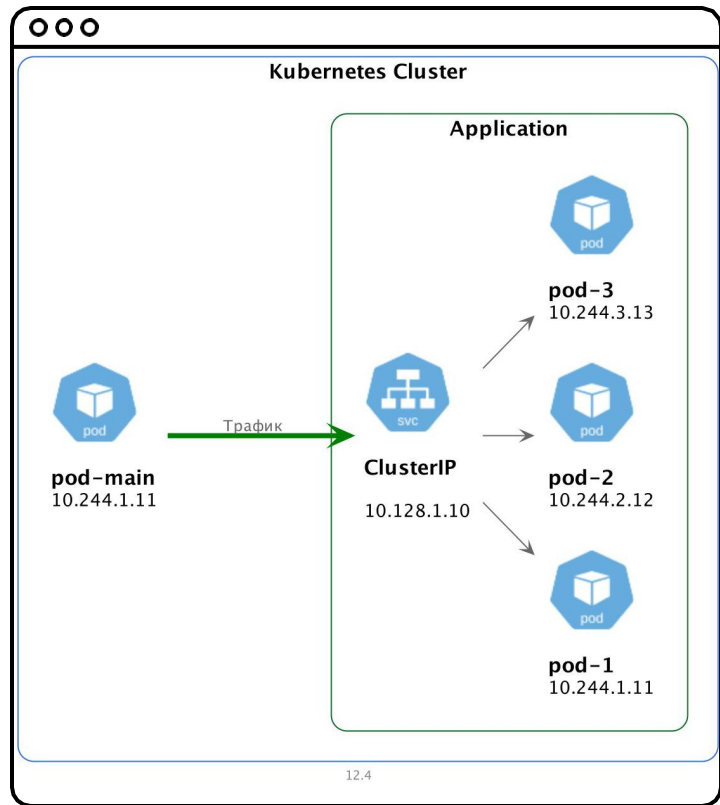 Kubernetes Cluster
Application
pod
pod-3
10.244.3.13
pod
pod-main
10.244.1.11
Трафик
svc
ClusterIP
10.128.1.10
pod
pod-2
10.244.2.12
pod
pod-1
10.244.1.11
12.4